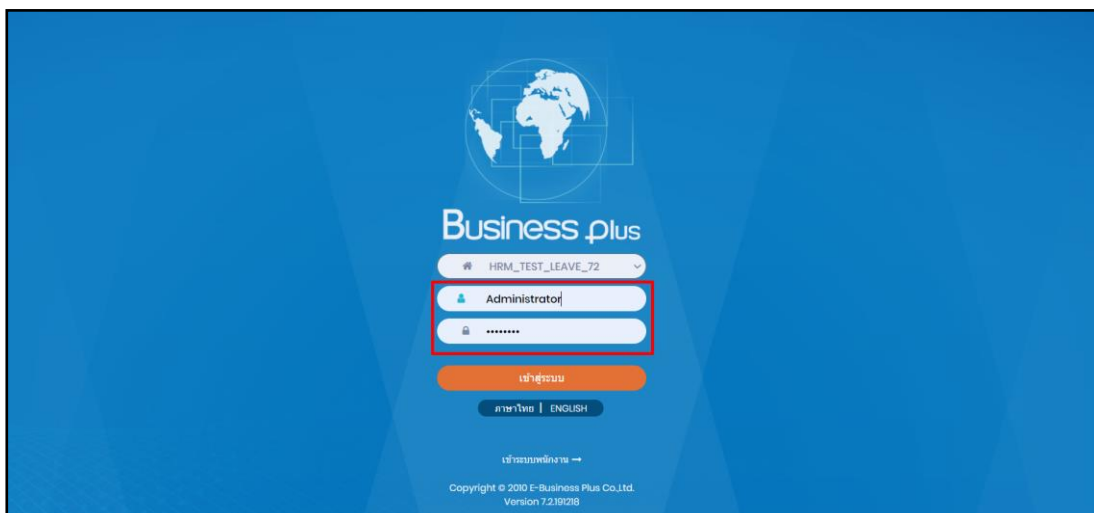 Business Plus
HRM_TEST_LEAVE_72
Administrator
••••••••
เข้าสู่ระบบ
ภาษาไทย | ENGLISH
เข้าระบบพนักงาน →
Copyright © 2010 E-Business Plus Co.,Ltd.
Version 7.2.191218